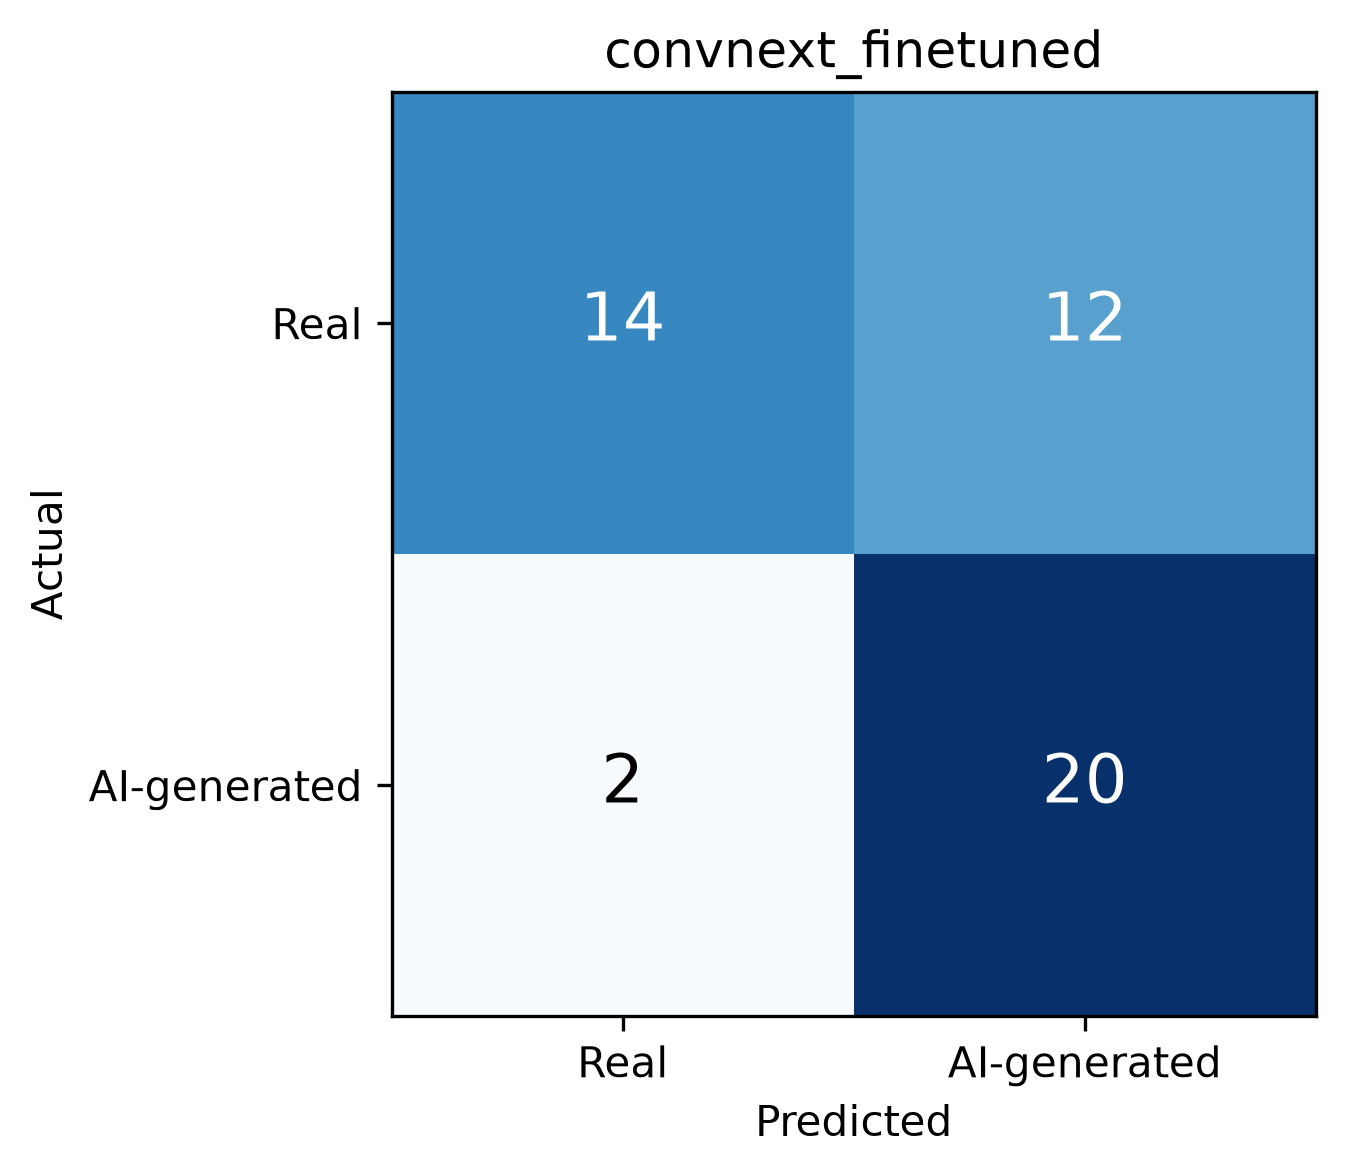 convnext_finetuned
Actual
Real
14 12
AI-generated
2 20
Real AI-generated
Predicted